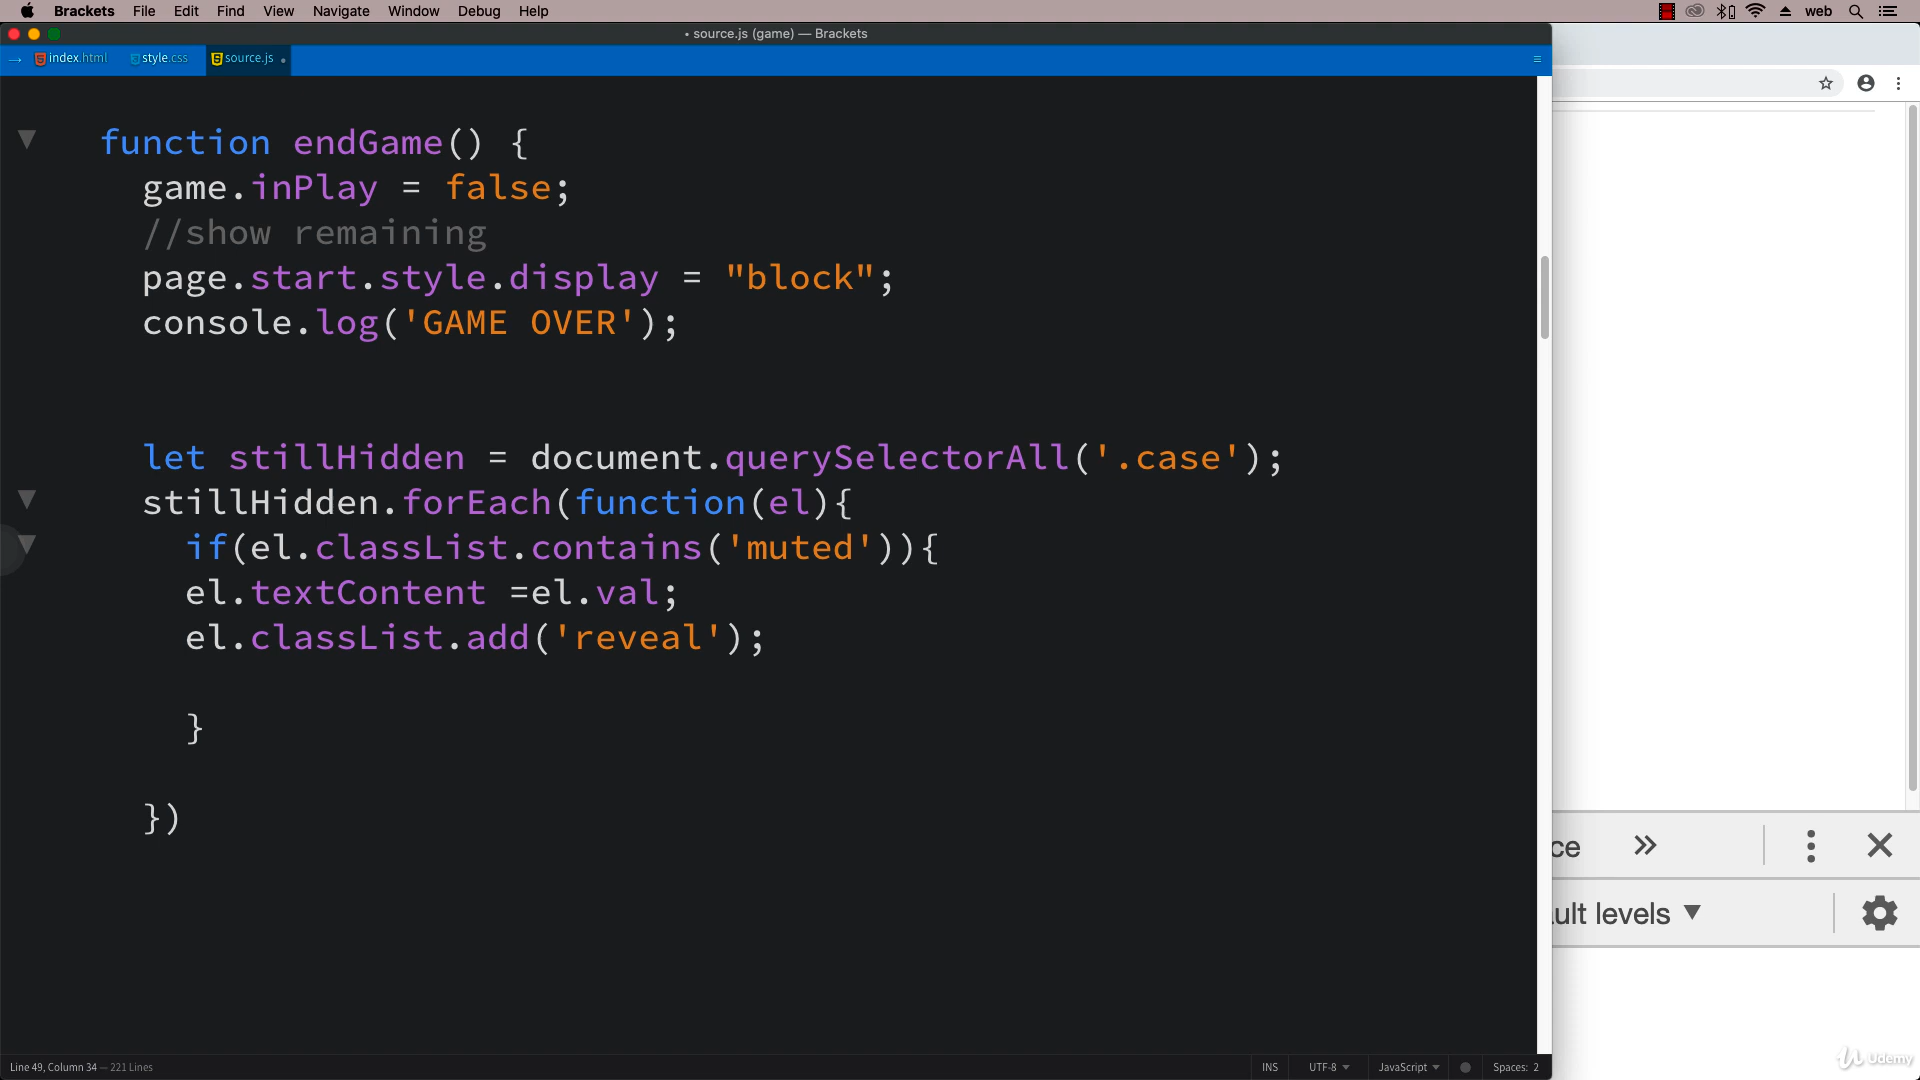 Brackets File Edit Find View Navigate Window Debug Help web
• source.js (game) — Brackets
→ index.html style.css source.js •
function endGame() {
game.inPlay = false;
//show remaining
page.start.style.display = "block";
console.log('GAME OVER');
let stillHidden = document.querySelectorAll('.case');
stillHidden.forEach(function(el){
if(el.classList.contains('muted')){
el.textContent =el.val;
el.classList.add('reveal');
}
})
ce »
ult levels ▼
Line 49, Column 34 — 221 Lines INS UTF-8 JavaScript Spaces: 2
Udemy